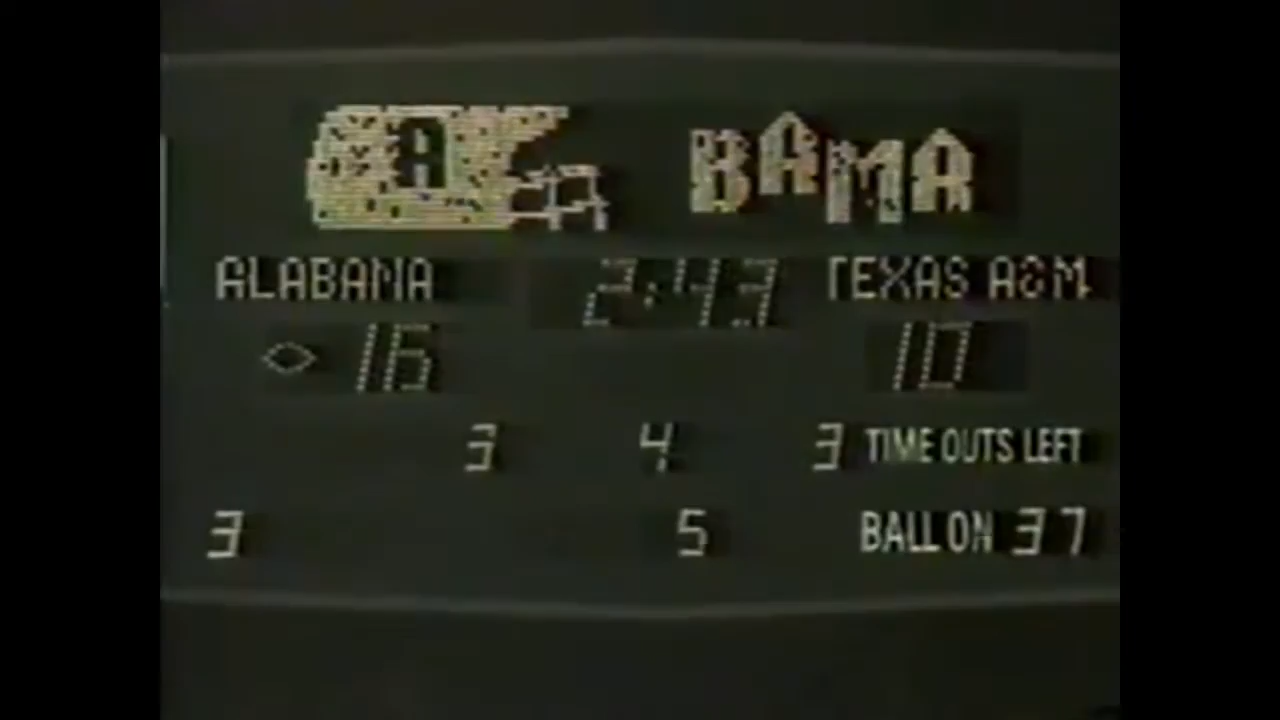 A BAMA
ALABAMA 2:43 TEXAS A&M
16 10
3 4 3 TIME OUTS LEFT
3 5 BALL ON 37